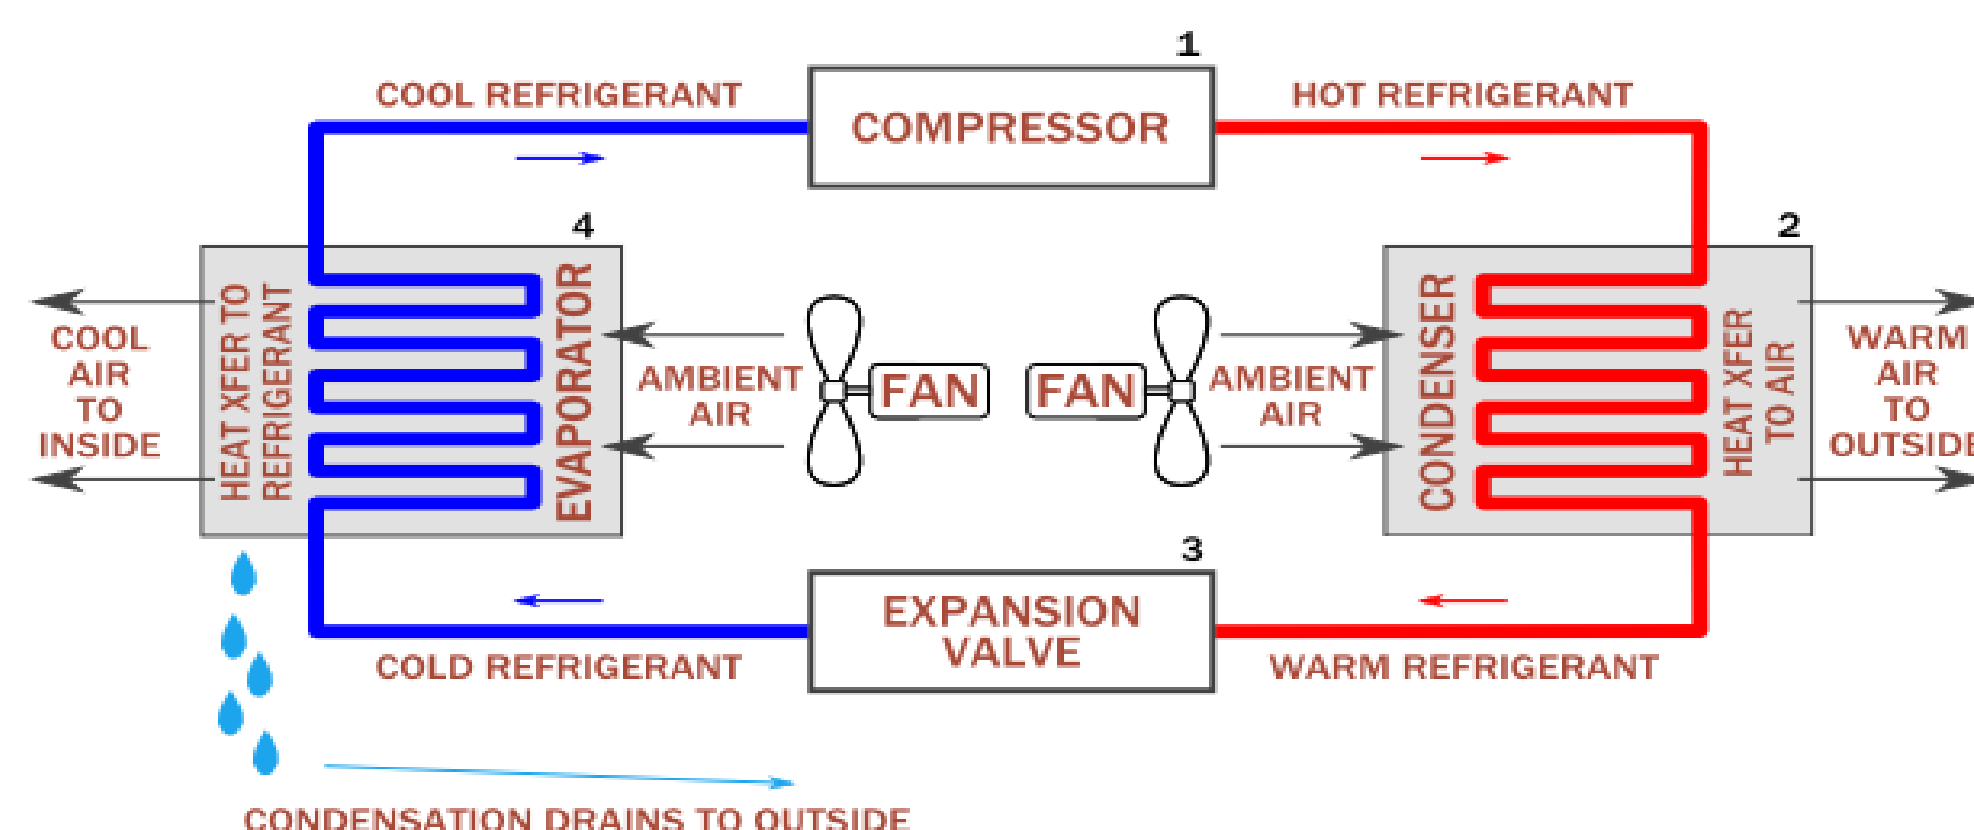 1
COOL REFRIGERANT
COMPRESSOR
HOT REFRIGERANT
4
2
HEAT XFER TO
REFRIGERANT
EVAPORATOR
CONDENSER
HEAT XFER
TO AIR
COOL
AIR
TO
INSIDE
AMBIENT
AIR
FAN
FAN
AMBIENT
AIR
WARM
AIR
TO
OUTSIDE
3
EXPANSION
VALVE
COLD REFRIGERANT
WARM REFRIGERANT
CONDENSATION DRAINS TO OUTSIDE